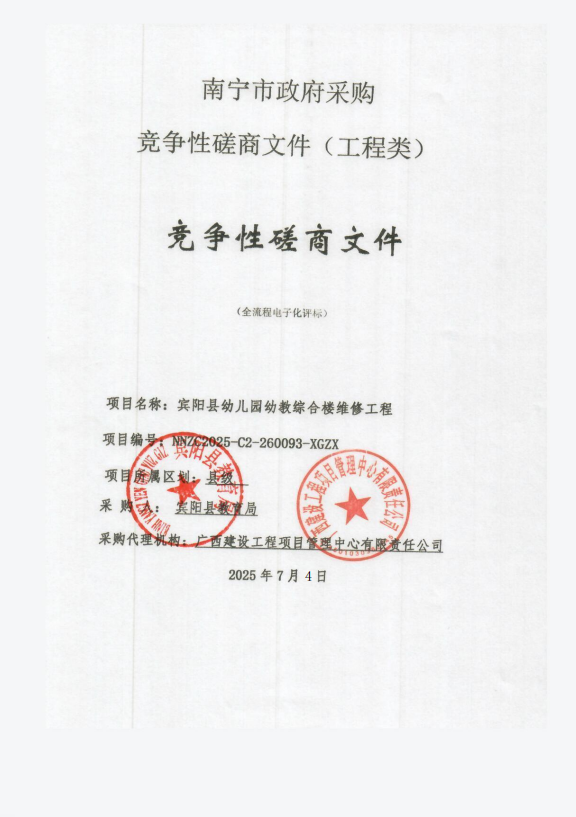 南宁市政府采购
竞争性磋商文件（工程类）
竞争性磋商文件
（全流程电子化评标）
项目名称：宾阳县幼儿园幼教综合楼维修工程
项目编号：NNZC2025-C2-260093-XGZX
项目所属区划：县级
采购人：宾阳县教育局
采购代理机构：广西建设工程项目管理中心有限责任公司
2025年7月4日